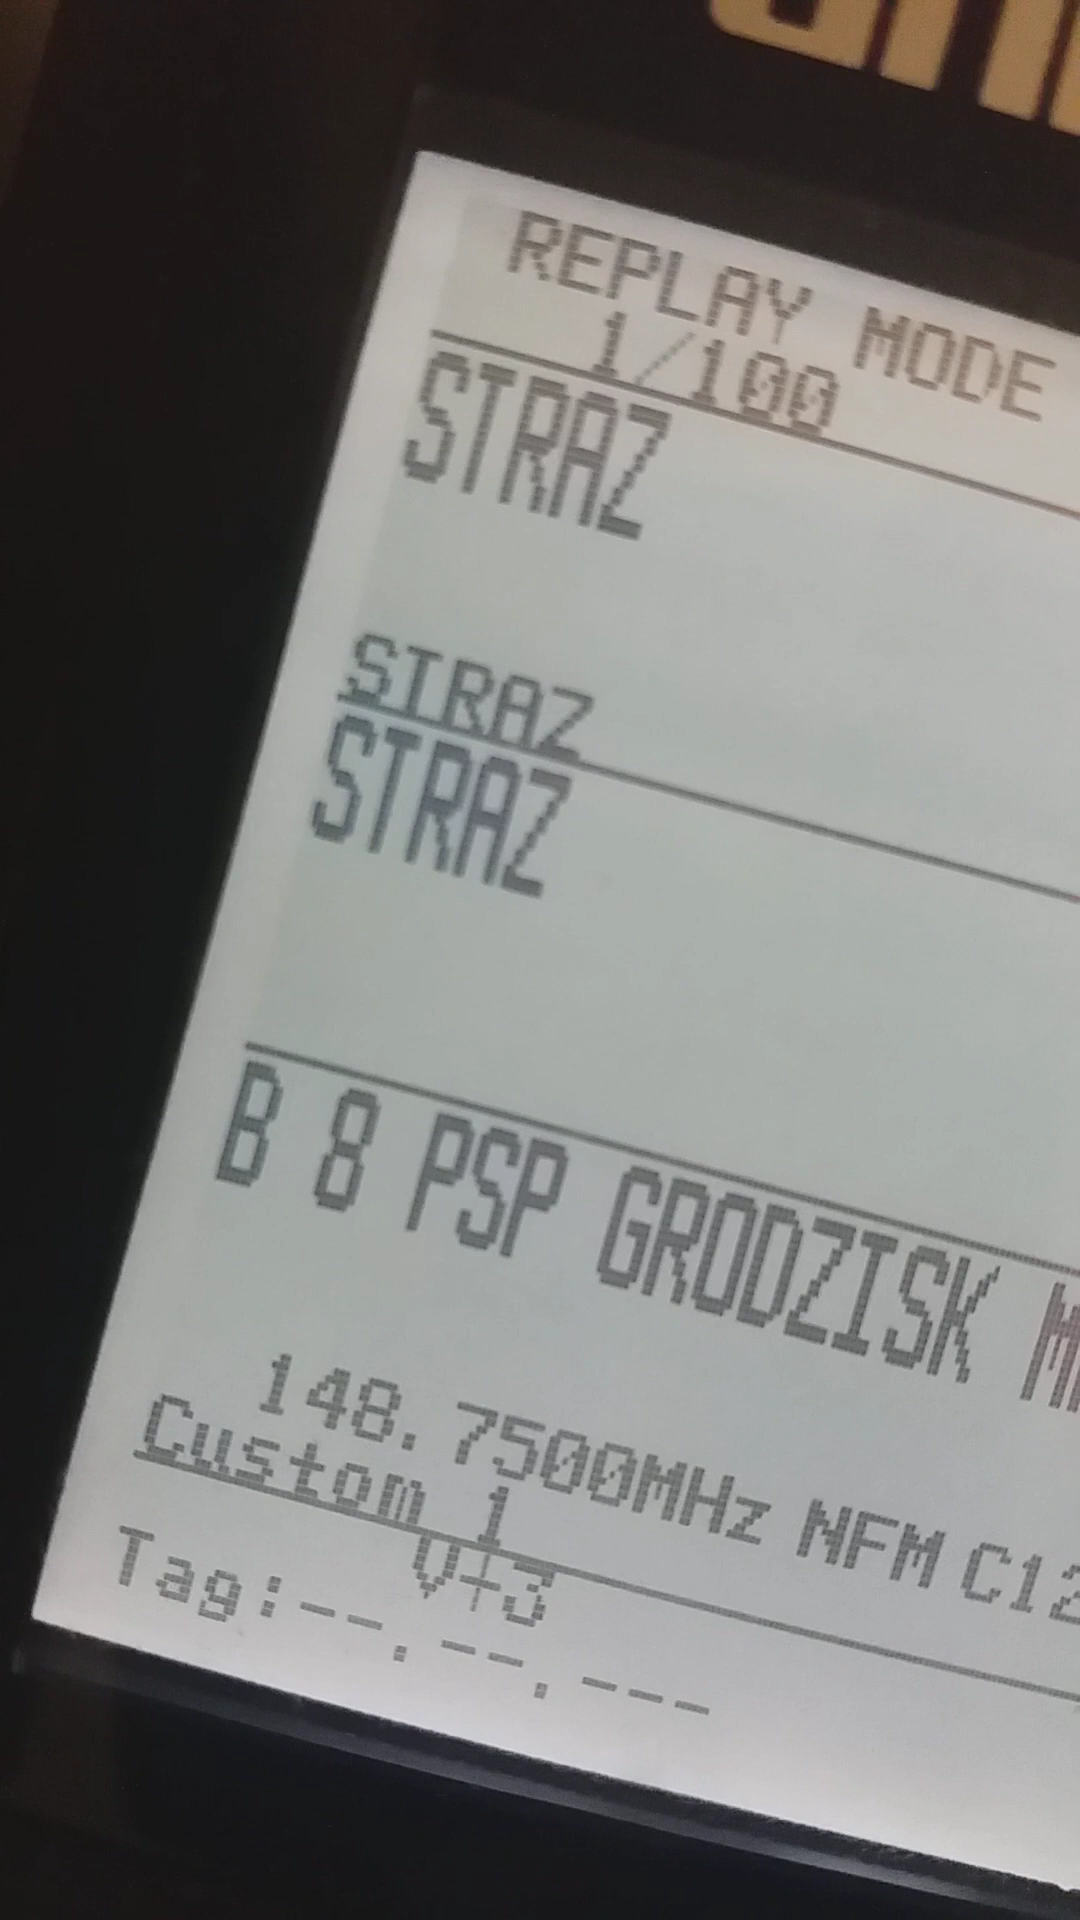 REPLAY MODE
1/100
STRAZ
STRAZ
STRAZ
B 8 PSP GRODZISK
148.7500MHz NFM
Custom 1
V+3
Tag:--.--.---